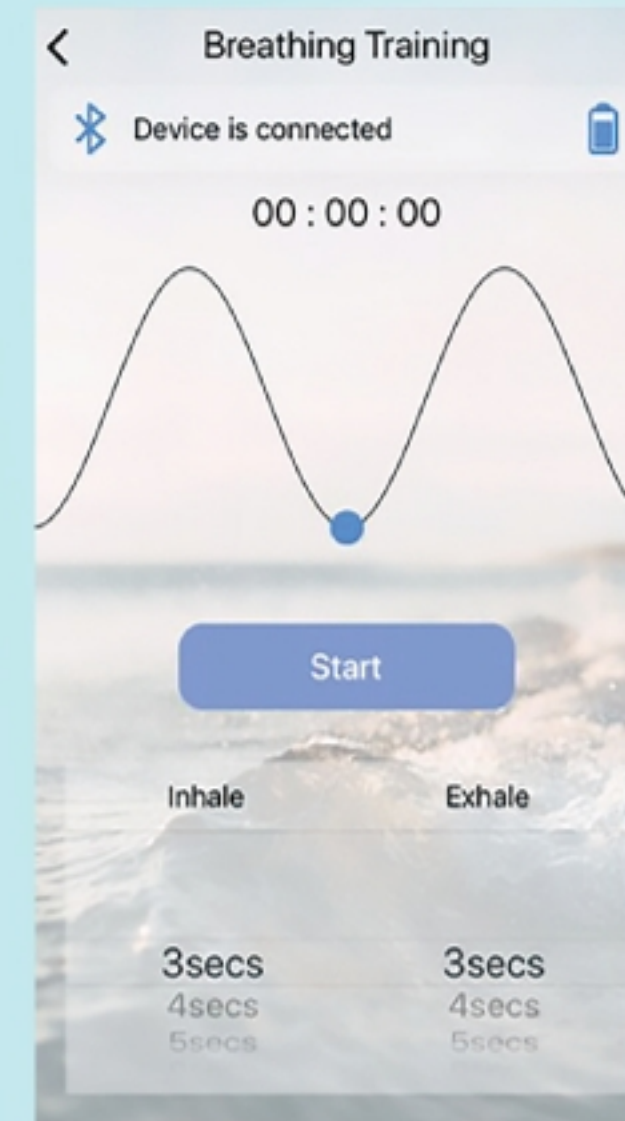 Breathing Training
Device is connected
00 : 00 : 00
Start
Inhale Exhale
3secs 3secs
4secs 4secs
5secs 5secs